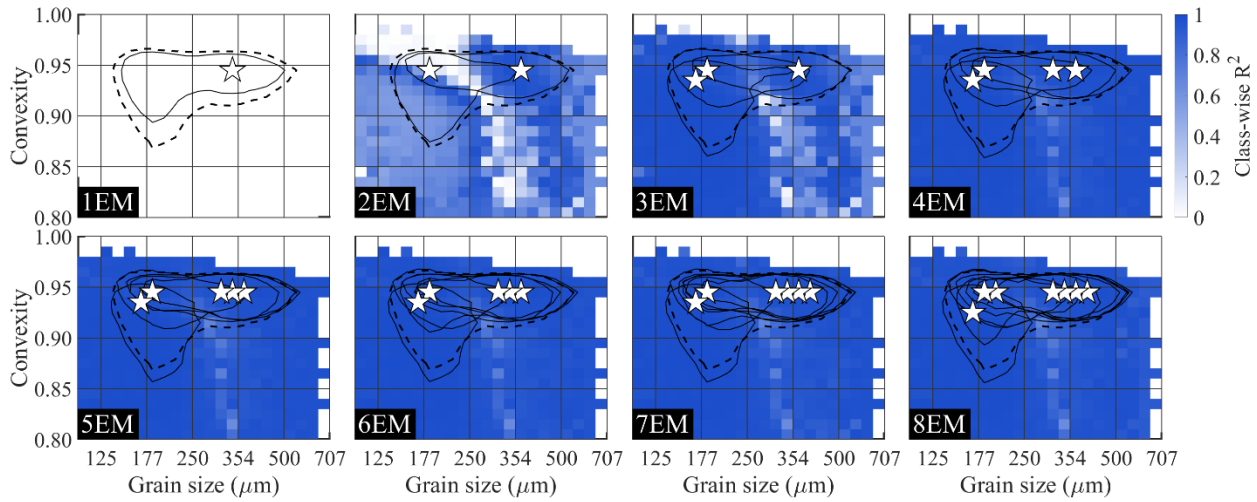 1.00
0.95
0.90
0.85
0.80
Convexity
1EM
2EM
3EM
4EM
1
0.8
0.6
0.4
0.2
0
Class-wise R²
1.00
0.95
0.90
0.85
0.80
Convexity
5EM
6EM
7EM
8EM
125 177 250 354 500 707
125 177 250 354 500 707
125 177 250 354 500 707
125 177 250 354 500 707
Grain size (μm)
Grain size (μm)
Grain size (μm)
Grain size (μm)